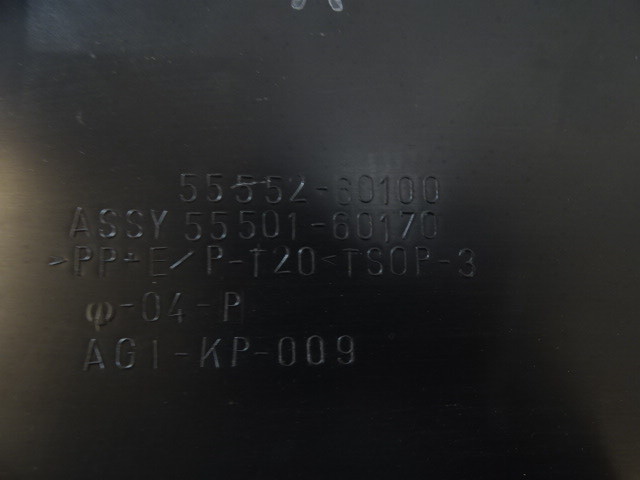 55552-60100
ASSY 55501-60170
>PP+E/P-T20<TSOP-3
φ-04-P
AG1-KP-009